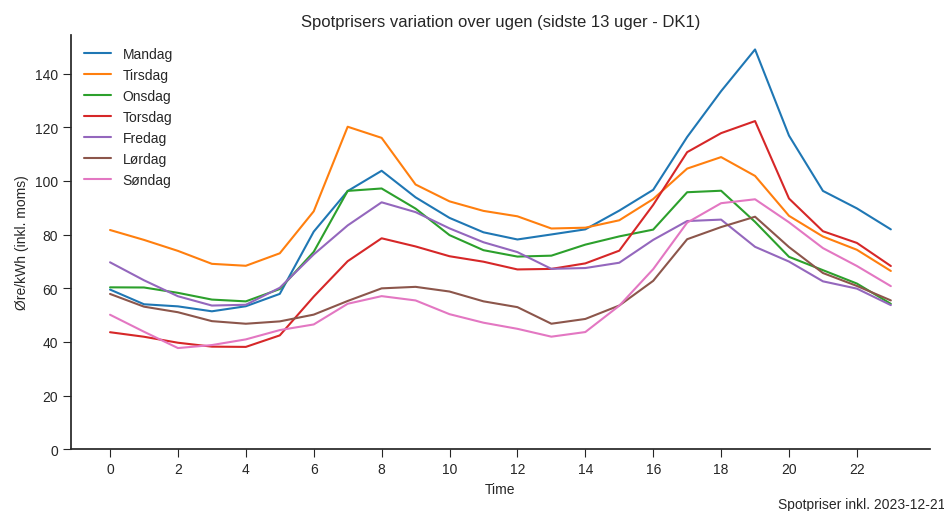 Spotprisers variation over ugen (sidste 13 uger - DK1)
Mandag
Tirsdag
Onsdag
Torsdag
Fredag
Lørdag
Søndag
Øre/kWh (inkl. moms)
140
120
100
80
60
40
20
0
0 2 4 6 8 10 12 14 16 18 20 22
Time
Spotpriser inkl. 2023-12-21